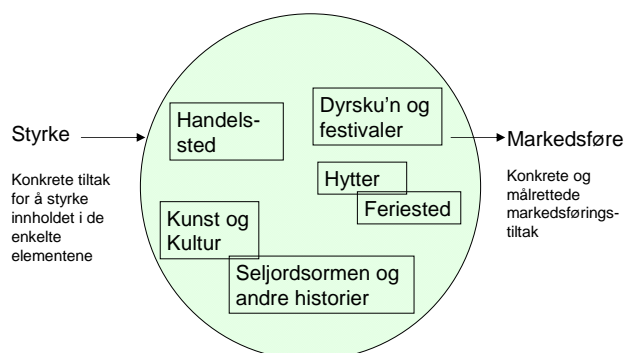 Styrke
Konkrete tiltak
for å styrke
innholdet i de
enkelte
elementene
Handels-
sted
Dyrsku'n og
festivaler
Hytter
Feriested
Kunst og
Kultur
Seljordsormen og
andre historier
Markedsføre
Konkrete og
målrettede
markedsførings-
tiltak